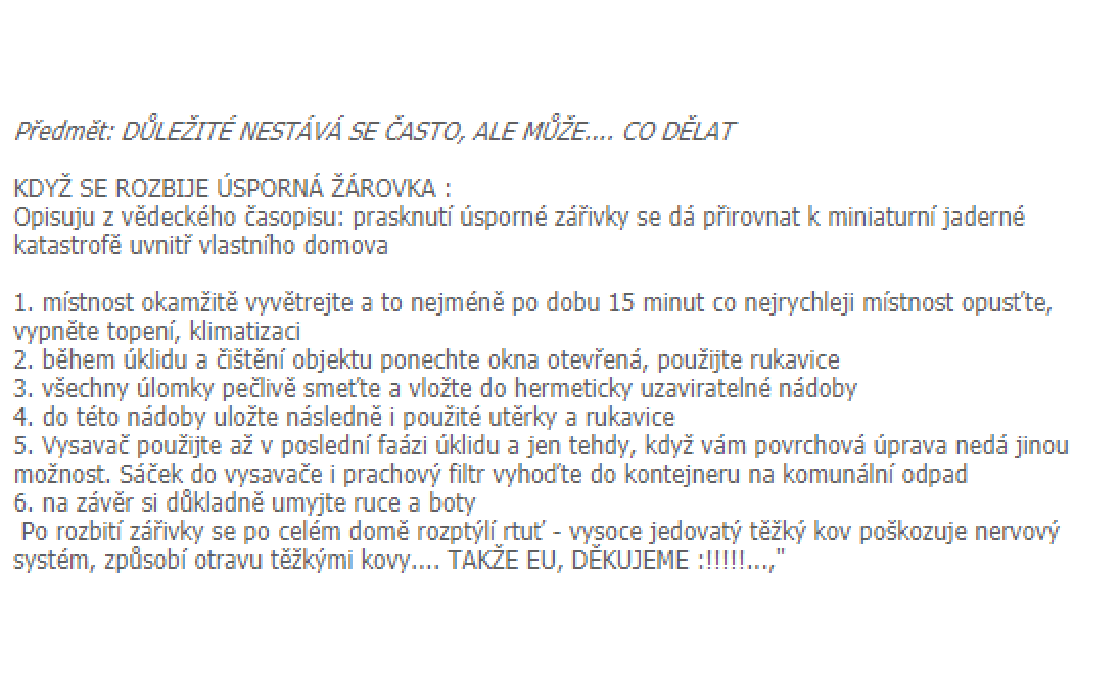 Předmět: DŮLEŽITÉ NESTÁVÁ SE ČASTO, ALE MŮŽE.... CO DĚLAT
KDYŽ SE ROZBIJE ÚSPORNÁ ŽÁROVKA :
Opisuju z vědeckého časopisu: prasknutí úsporné zářivky se dá přirovnat k miniaturní jaderné
katastrofě uvnitř vlastního domova
1. místnost okamžitě vyvětrejte a to nejméně po dobu 15 minut co nejrychleji místnost opusťte,
vypněte topení, klimatizaci
2. během úklidu a čištění objektu ponechte okna otevřená, použijte rukavice
3. všechny úlomky pečlivě smeťte a vložte do hermeticky uzaviratelné nádoby
4. do této nádoby uložte následně i použité utěrky a rukavice
5. Vysavač použijte až v poslední faázi úklidu a jen tehdy, když vám povrchová úprava nedá jinou
možnost. Sáček do vysavače i prachový filtr vyhoďte do kontejneru na komunální odpad
6. na závěr si důkladně umyjte ruce a boty
Po rozbití zářivky se po celém domě rozptýlí rtuť - vysoce jedovatý těžký kov poškozuje nervový
systém, způsobí otravu těžkými kovy.... TAKŽE EU, DĚKUJEME :!!!!!...,"